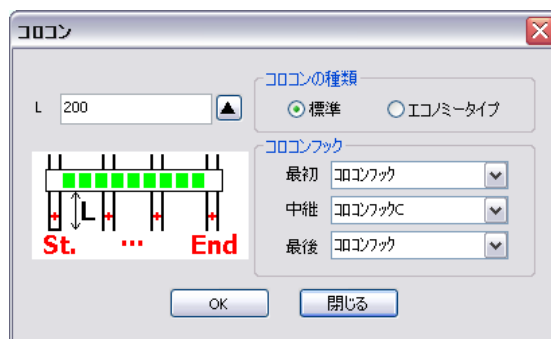 コロコン
L 200
コロコンの種類
標準 エコノミータイプ
コロコンフック
最初 コロコンフック
中継 コロコンフックC
最後 コロコンフック
L
St. ... End
OK 閉じる